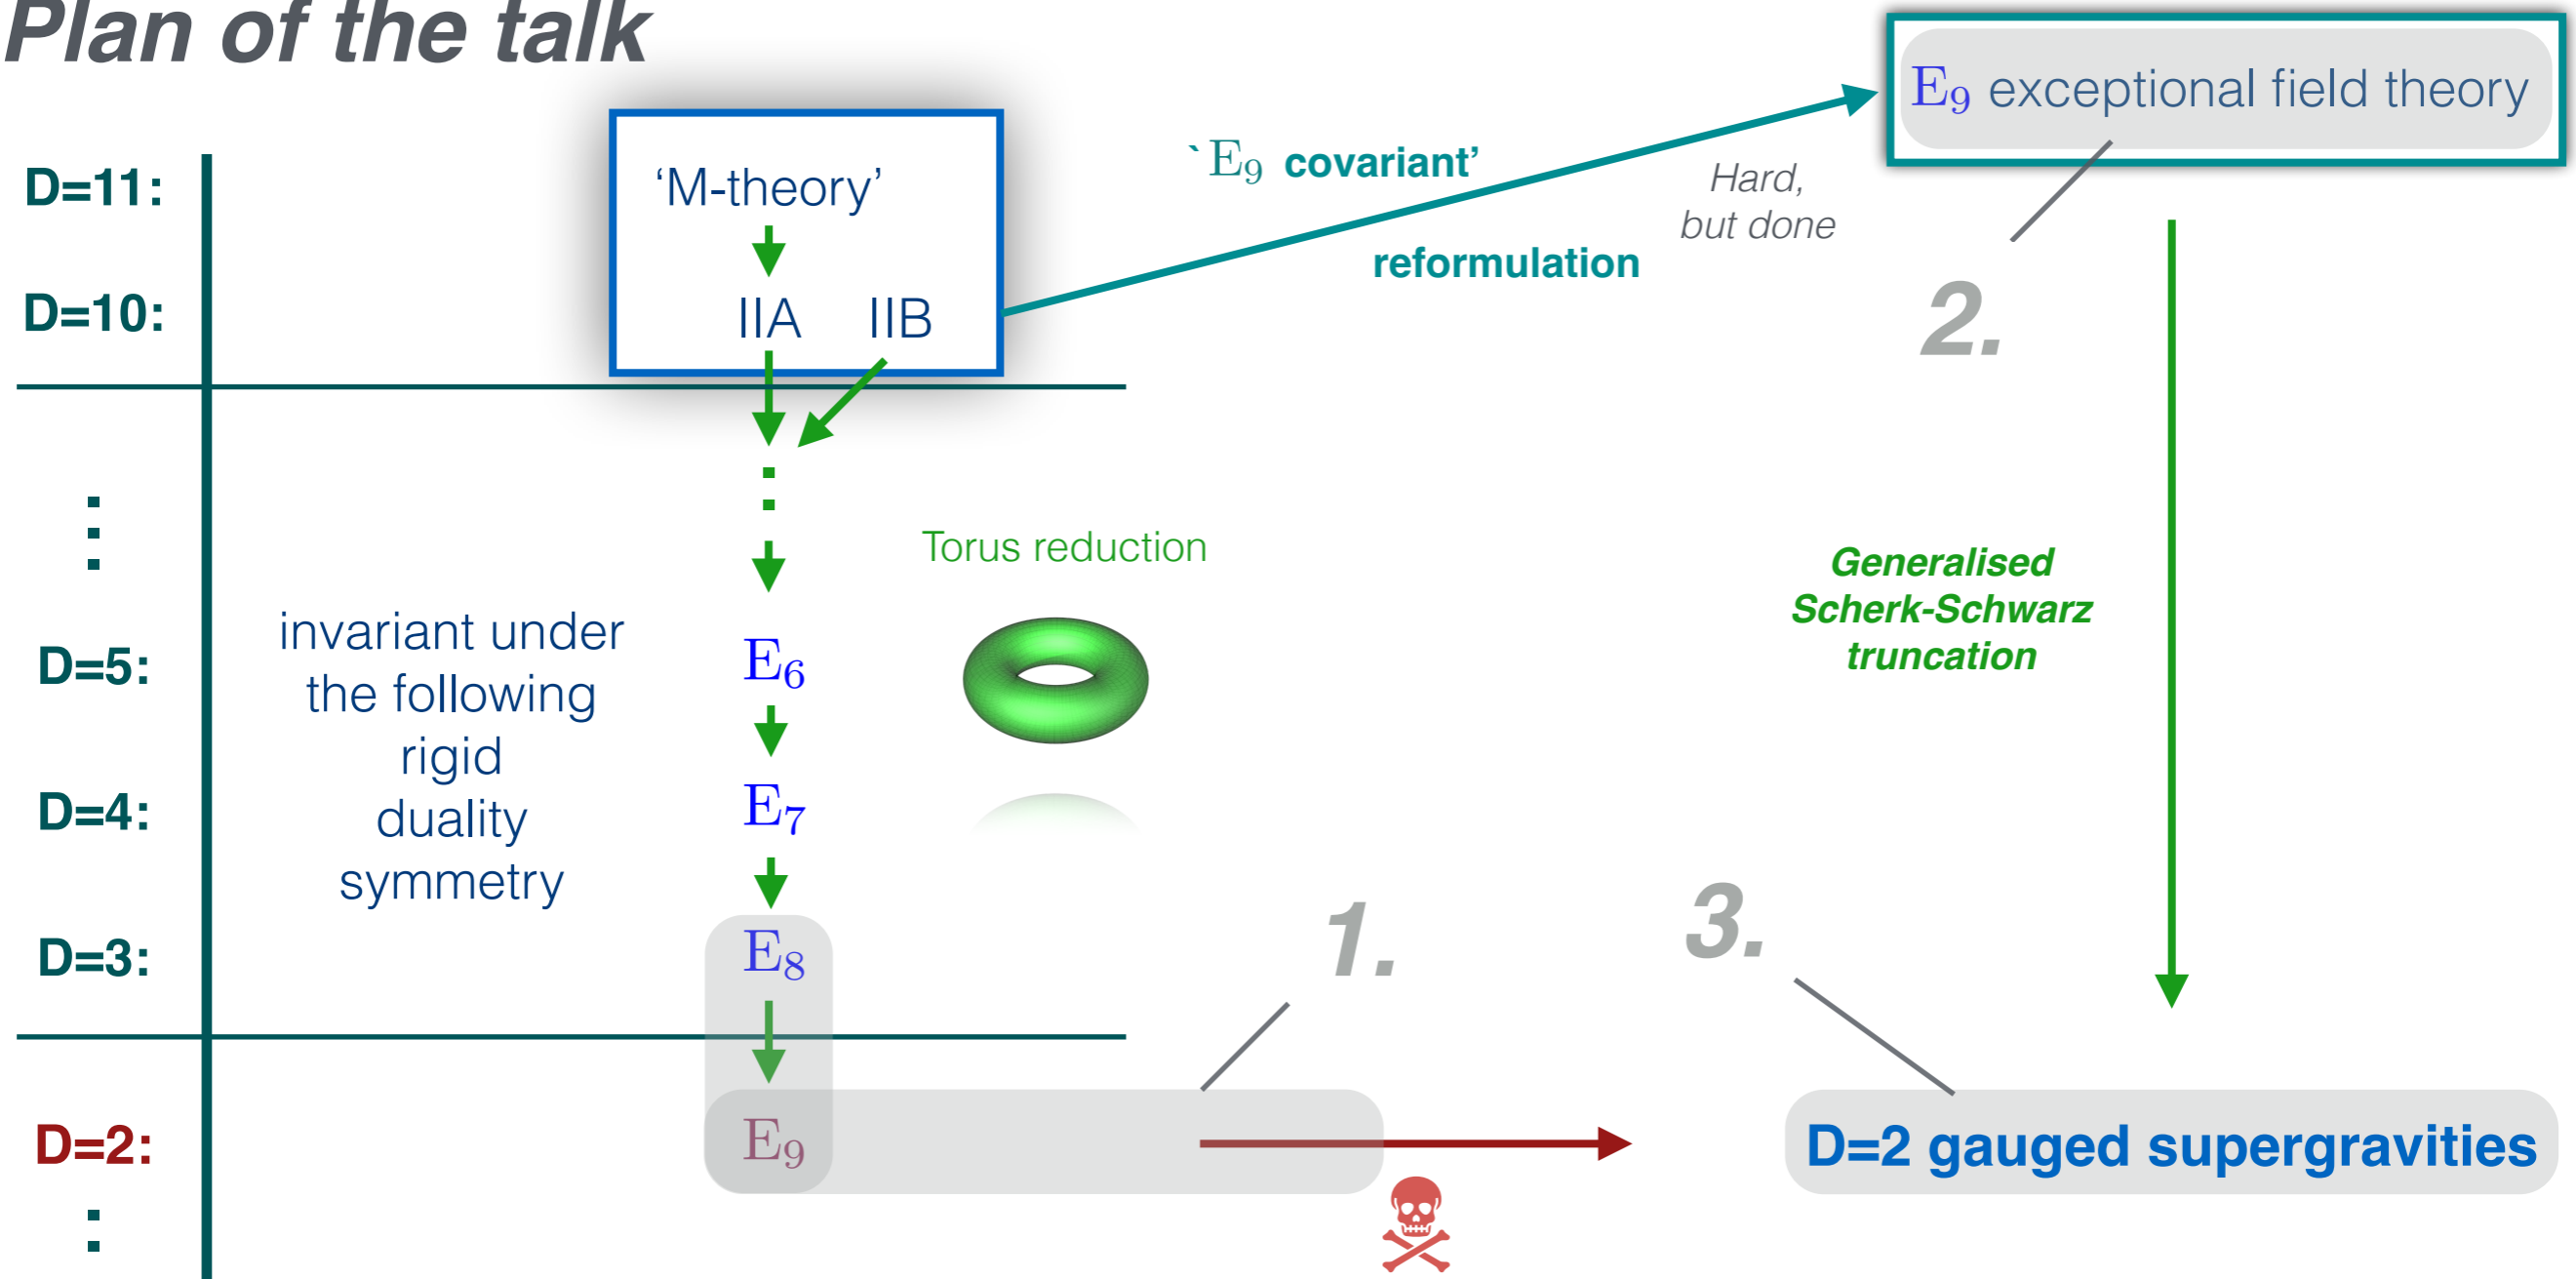 Plan of the talk
E₉ exceptional field theory
D=11:
'M-theory'
`E₉ covariant'
reformulation
Hard,
but done
D=10:
IIA IIB
2.
Torus reduction
Generalised
Scherk-Schwarz
truncation
invariant under
the following
rigid
duality
symmetry
D=5:
E₆
D=4:
E₇
D=3:
E₈
1.
3.
D=2:
E₉
D=2 gauged supergravities